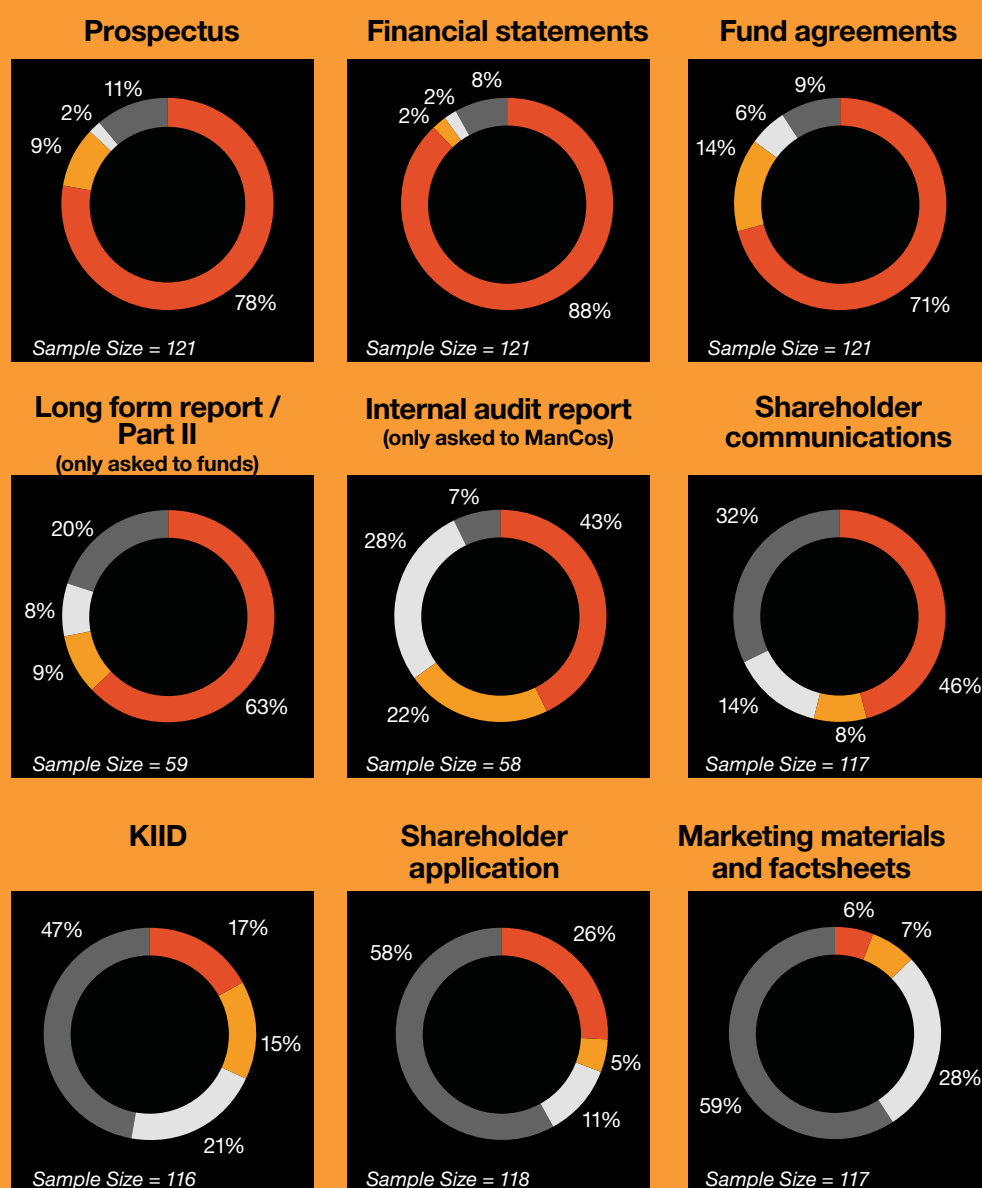 Prospectus
11%
2%
9%
78%
Sample Size = 121
Financial statements
8%
2%
2%
88%
Sample Size = 121
Fund agreements
9%
6%
14%
71%
Sample Size = 121
Long form report /
Part II
(only asked to funds)
20%
8%
9%
63%
Sample Size = 59
Internal audit report
(only asked to ManCos)
7%
43%
28%
22%
Sample Size = 58
Shareholder
communications
32%
46%
14%
8%
Sample Size = 117
KIID
47%
17%
15%
21%
Sample Size = 116
Shareholder
application
26%
58%
5%
11%
Sample Size = 118
Marketing materials
and factsheets
6%
7%
28%
59%
Sample Size = 117